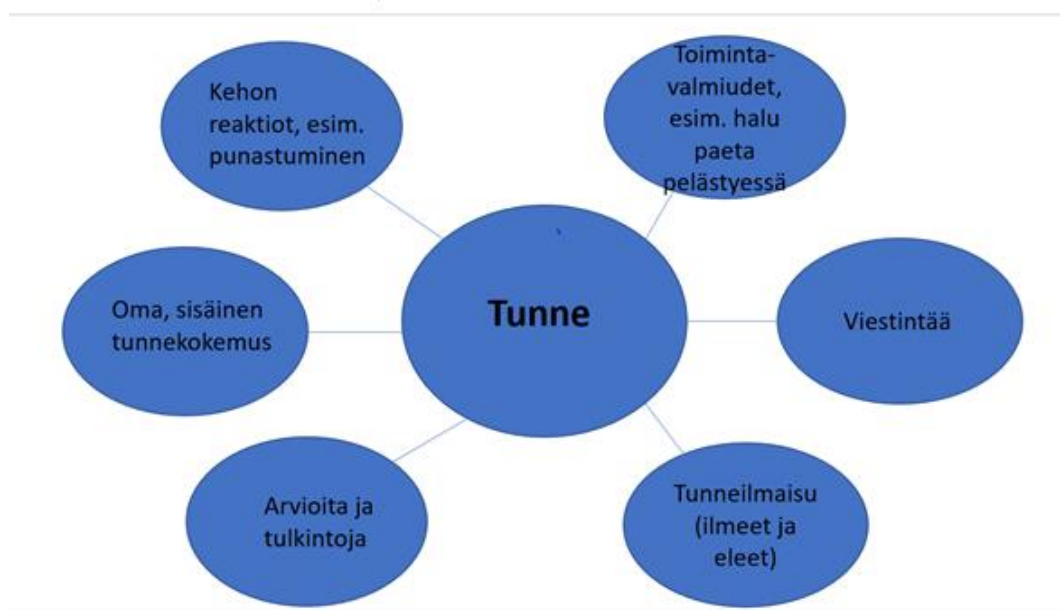 Kehon
reaktiot, esim.
punastuminen
Toiminta-
valmiudet,
esim. halu
paeta
pelästyessä
Oma, sisäinen
tunnekokemus
Tunne
Viestintää
Arvioita ja
tulkintoja
Tunneilmaisu
(ilmeet ja
eleet)